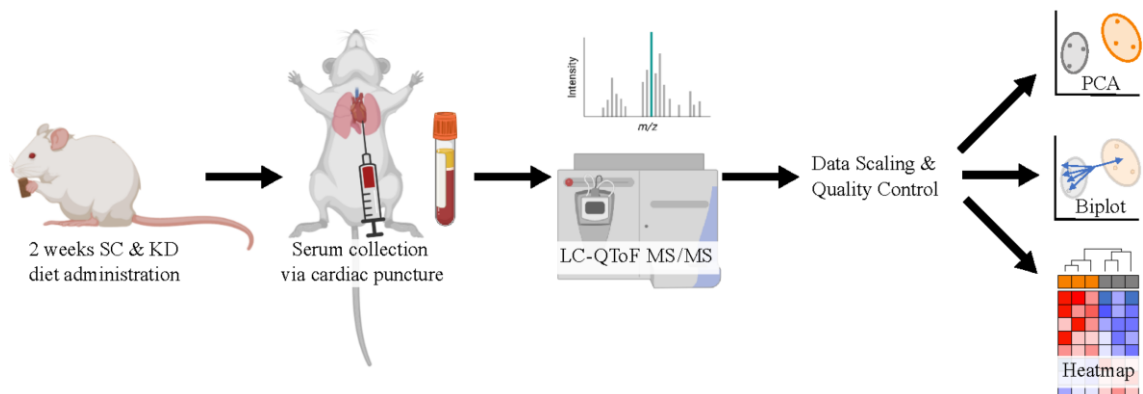 2 weeks SC & KD
diet administration
Serum collection
via cardiac puncture
Intensity
m/z
LC-QToF MS/MS
Data Scaling &
Quality Control
PCA
Biplot
Heatmap